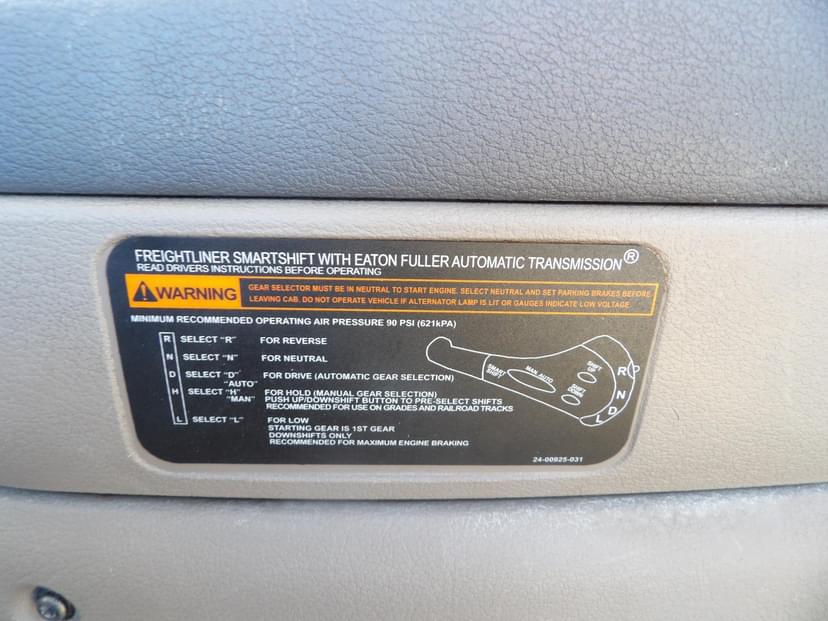 FREIGHTLINER SMARTSHIFT WITH EATON FULLER AUTOMATIC TRANSMISSION®
READ DRIVERS INSTRUCTIONS BEFORE OPERATING
WARNING
GEAR SELECTOR MUST BE IN NEUTRAL TO START ENGINE. SELECT NEUTRAL AND SET PARKING BRAKES BEFORE
LEAVING CAB. DO NOT OPERATE VEHICLE IF ALTERNATOR LAMP IS LIT OR GAUGES INDICATE LOW VOLTAGE.
MINIMUM RECOMMENDED OPERATING AIR PRESSURE 90 PSI (621kPA)
R SELECT "R" FOR REVERSE
N SELECT "N" FOR NEUTRAL
D SELECT "D" FOR DRIVE (AUTOMATIC GEAR SELECTION)
"AUTO"
H SELECT "H" FOR HOLD (MANUAL GEAR SELECTION)
"MAN" PUSH UP/DOWNSHIFT BUTTON TO PRE-SELECT SHIFTS
RECOMMENDED FOR USE ON GRADES AND RAILROAD TRACKS
L SELECT "L" FOR LOW
STARTING GEAR IS 1ST GEAR
DOWNSHIFTS ONLY
RECOMMENDED FOR MAXIMUM ENGINE BRAKING
SMART
SHIFT
MAN. AUTO
SHIFT
UP
SHIFT
DOWN
R
N
D
L
24-00925-031